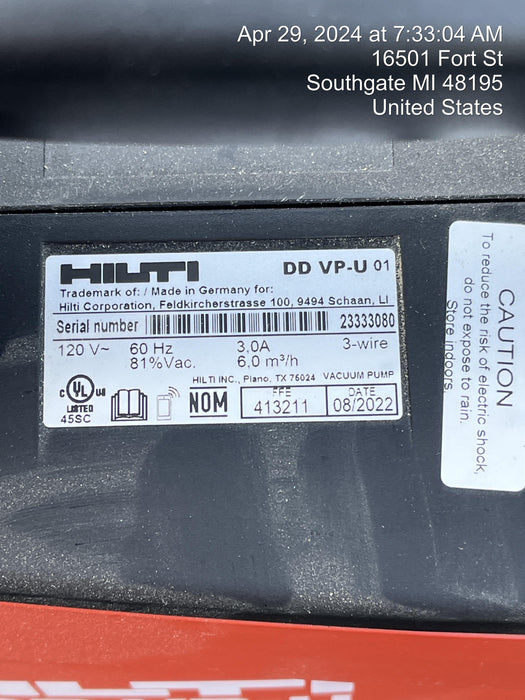 Apr 29, 2024 at 7:33:04 AM
16501 Fort St
Southgate MI 48195
United States
HILTI DD VP-U 01
Trademark of: / Made in Germany for:
Hilti Corporation, Feldkircherstrasse 100, 9494 Schaan, LI
Serial number 23333080
120 V~ 60 Hz 3,0A 3-wire
81%Vac. 6,0 m³/h
HILTI INC., Plano, TX 75024 VACUUM PUMP
C UL US
LISTED
45SC
NOM
FFE
413211
DATE
08/2022
CAUTION
To reduce the risk of electric shock,
do not expose to rain.
Store indoors.